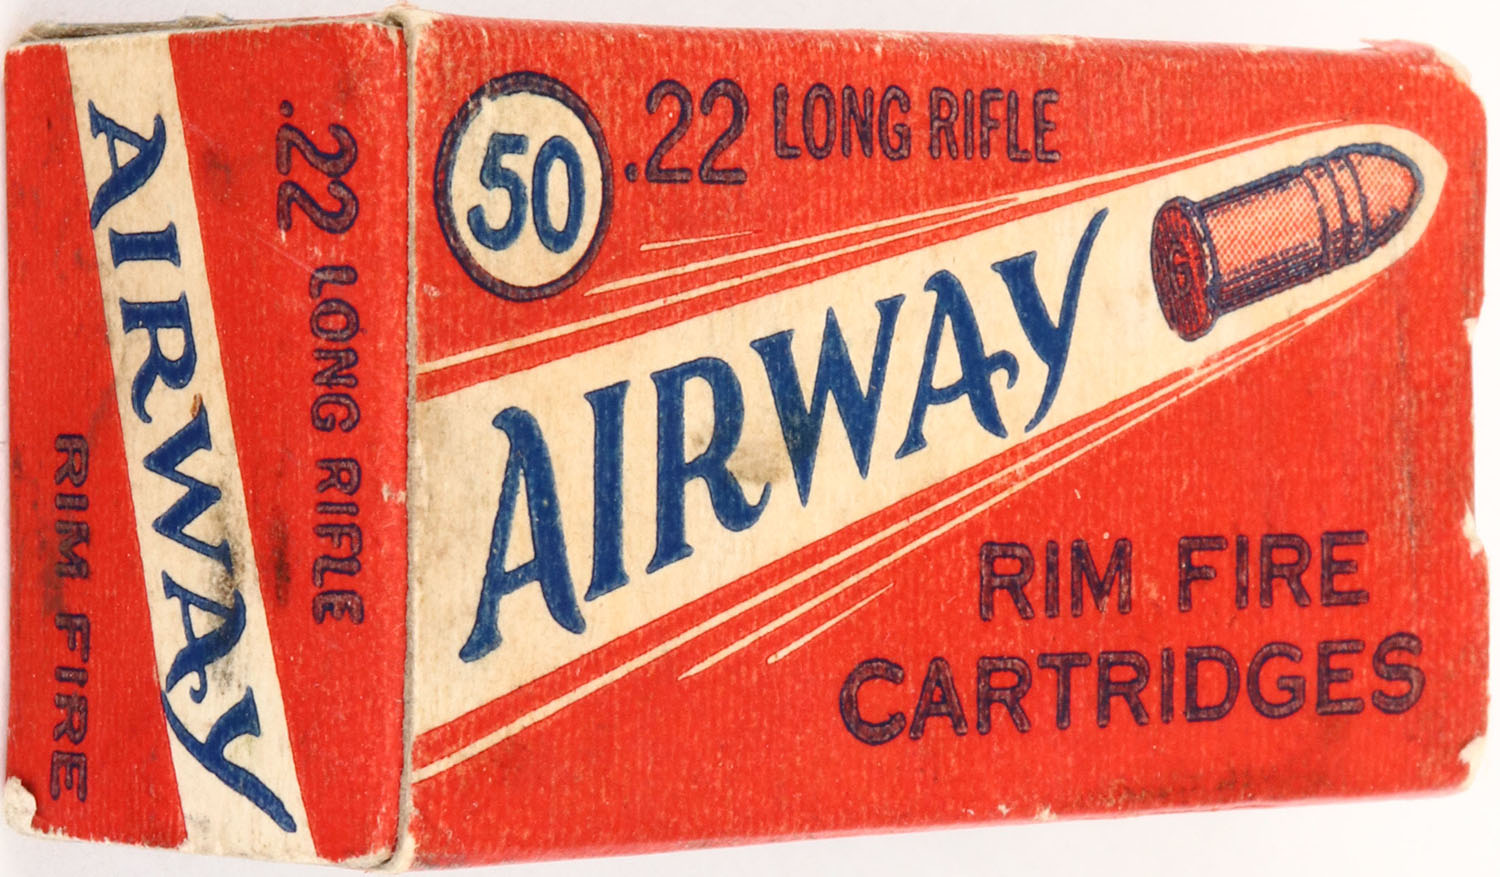 50 .22 LONG RIFLE
AIRWAY
G
RIM FIRE
CARTRIDGES
.22 LONG RIFLE
AIRWAY
RIM FIRE